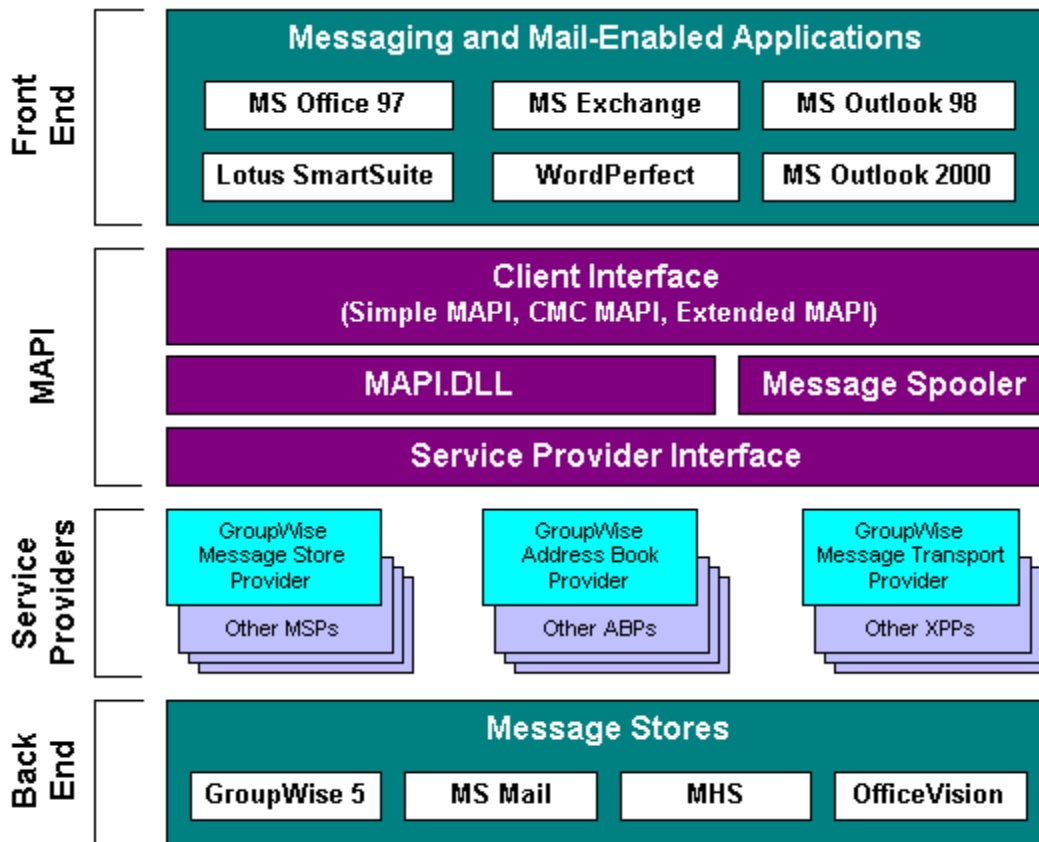 Front
End
Messaging and Mail-Enabled Applications
MS Office 97
MS Exchange
MS Outlook 98
Lotus SmartSuite
WordPerfect
MS Outlook 2000
MAPI
Client Interface
(Simple MAPI, CMC MAPI, Extended MAPI)
MAPI.DLL
Message Spooler
Service Provider Interface
Service
Providers
GroupWise
Message Store
Provider
Other MSPs
GroupWise
Address Book
Provider
Other ABPs
GroupWise
Message Transport
Provider
Other XPPs
Back
End
Message Stores
GroupWise 5
MS Mail
MHS
OfficeVision